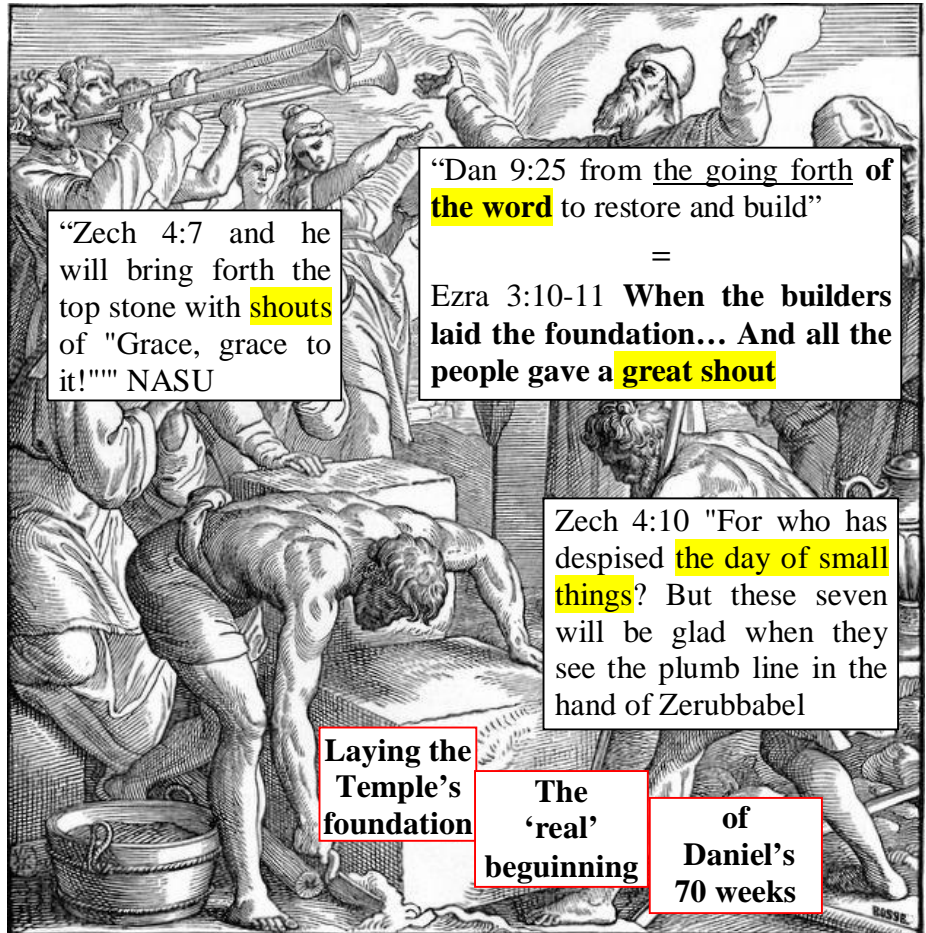 “Dan 9:25 from the going forth of
the word to restore and build”
=
Ezra 3:10-11 When the builders
laid the foundation… And all the
people gave a great shout
“Zech 4:7 and he
will bring forth the
top stone with shouts
of "Grace, grace to
it!"'" NASU
Zech 4:10 "For who has
despised the day of small
things? But these seven
will be glad when they
see the plumb line in the
hand of Zerubbabel
Laying the
Temple’s
foundation
The
‘real’
beguinning
of
Daniel’s
70 weeks